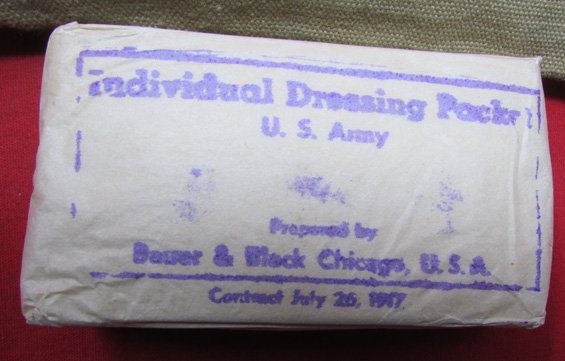 Individual Dressing Packet
U. S. Army
Prepared by
Bauer & Black Chicago, U.S.A.
Contract July 26, 1917